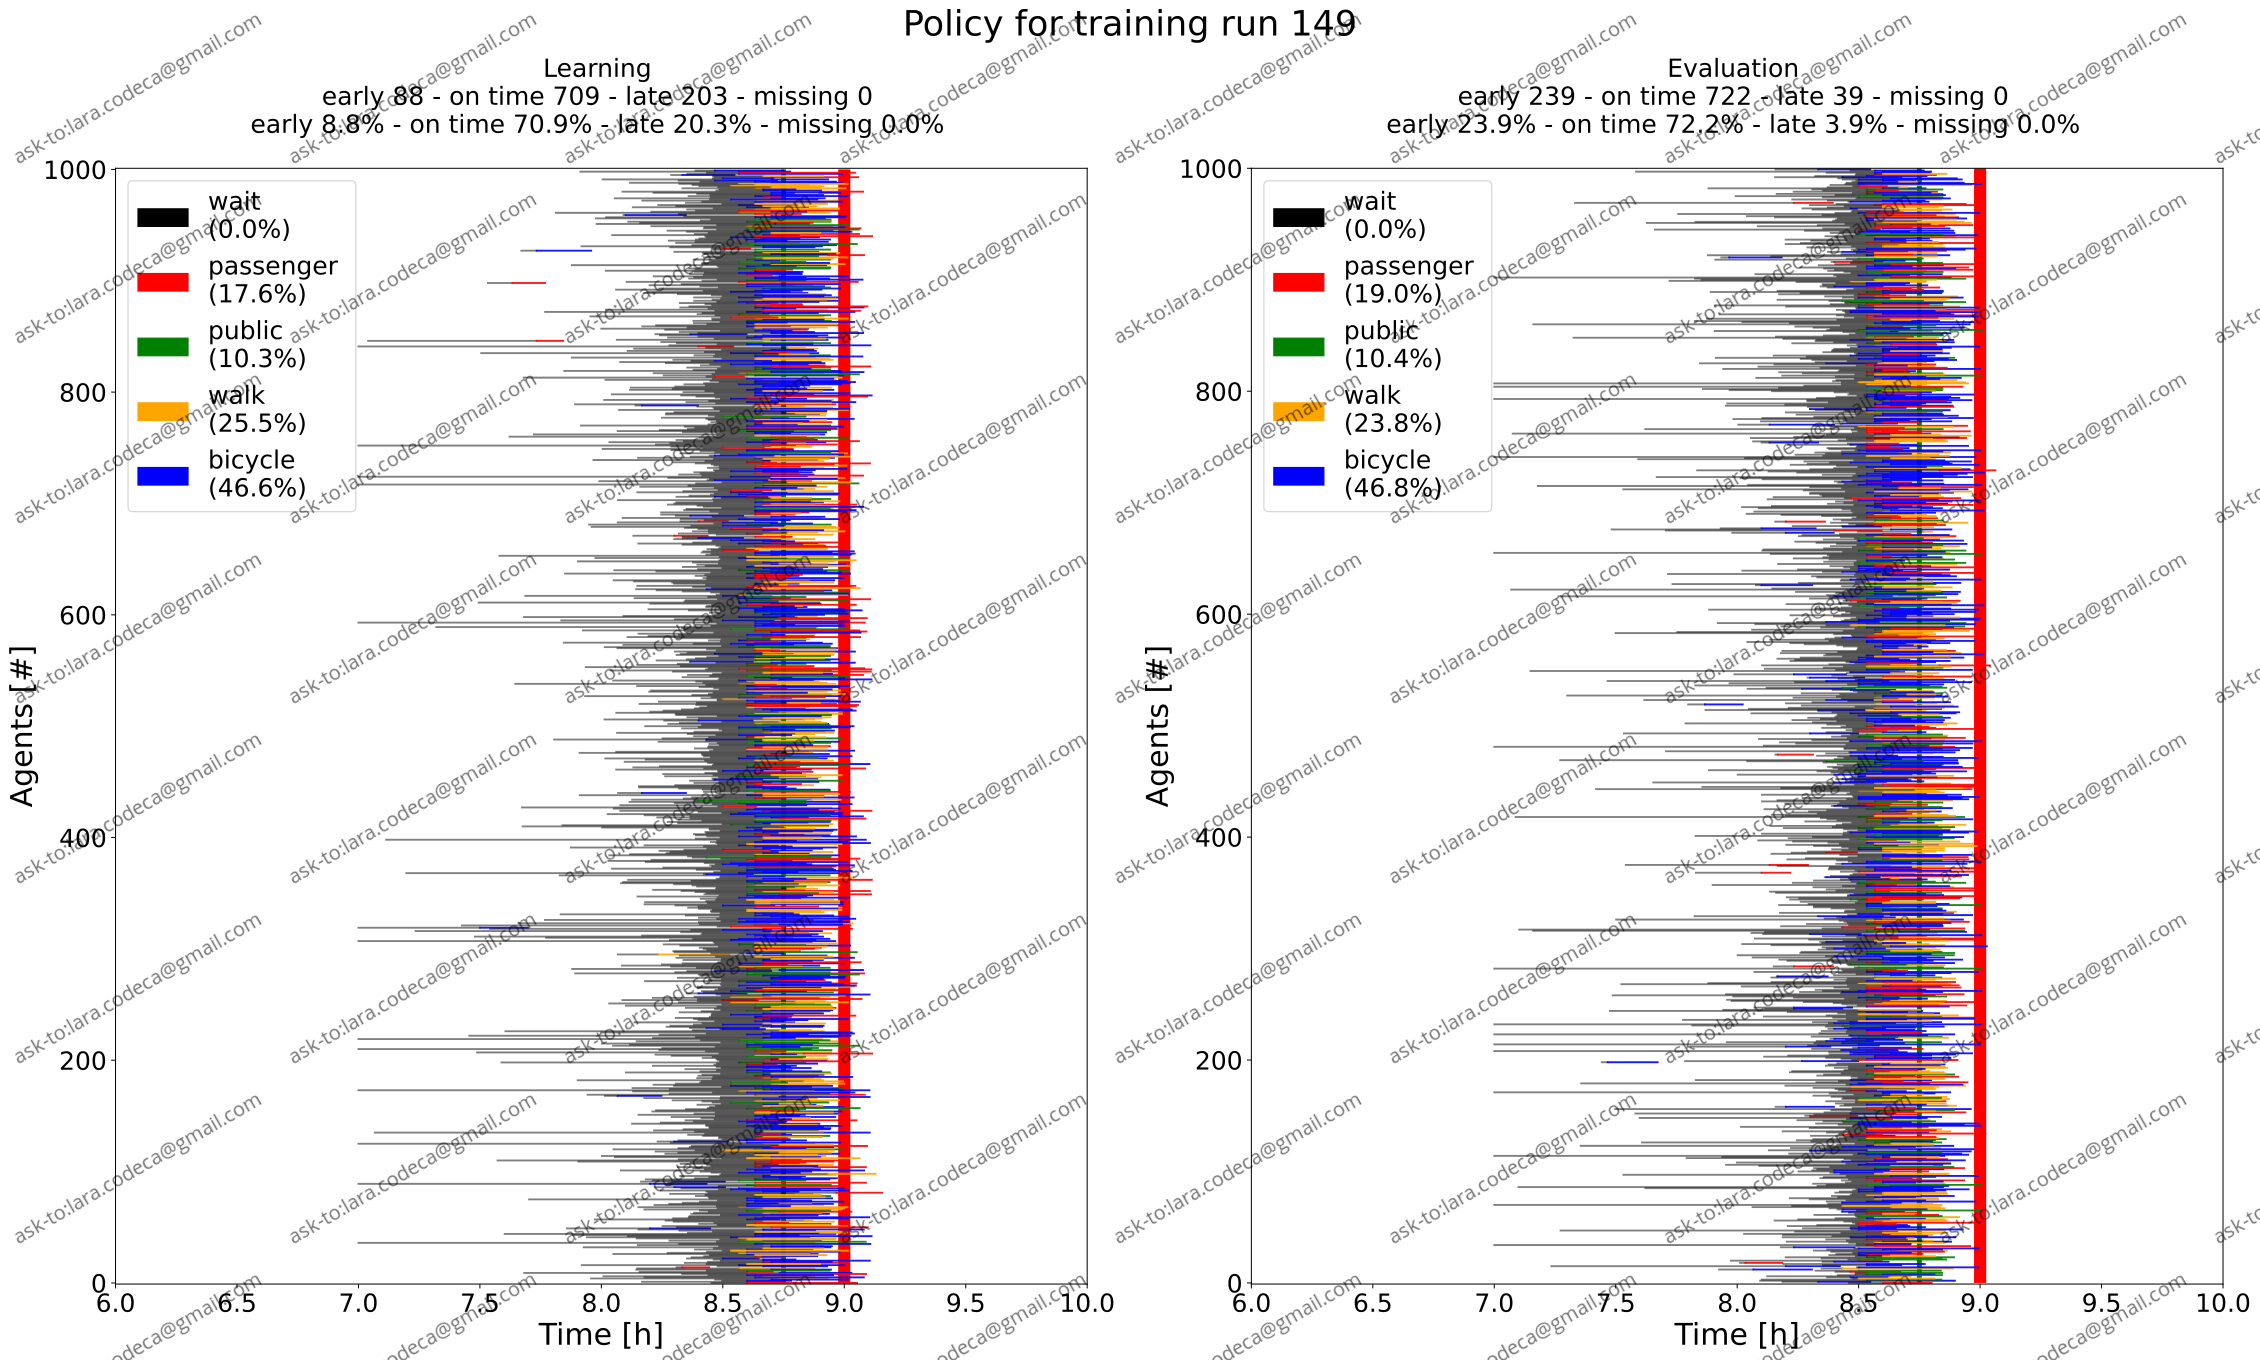 Policy for training run 149
Learning
early 88 - on time 709 - late 203 - missing 0
early 8.8% - on time 70.9% - late 20.3% - missing 0.0%
Evaluation
early 239 - on time 722 - late 39 - missing 0
early 23.9% - on time 72.2% - late 3.9% - missing 0.0%
Agents [#]
1000
800
600
400
200
0
wait
(0.0%)
passenger
(17.6%)
public
(10.3%)
walk
(25.5%)
bicycle
(46.6%)
6.0 6.5 7.0 7.5 8.0 8.5 9.0 9.5 10.0
Time [h]
Agents [#]
1000
800
600
400
200
0
wait
(0.0%)
passenger
(19.0%)
public
(10.4%)
walk
(23.8%)
bicycle
(46.8%)
6.0 6.5 7.0 7.5 8.0 8.5 9.0 9.5 10.0
Time [h]
ask-to:lara.codeca@gmail.com